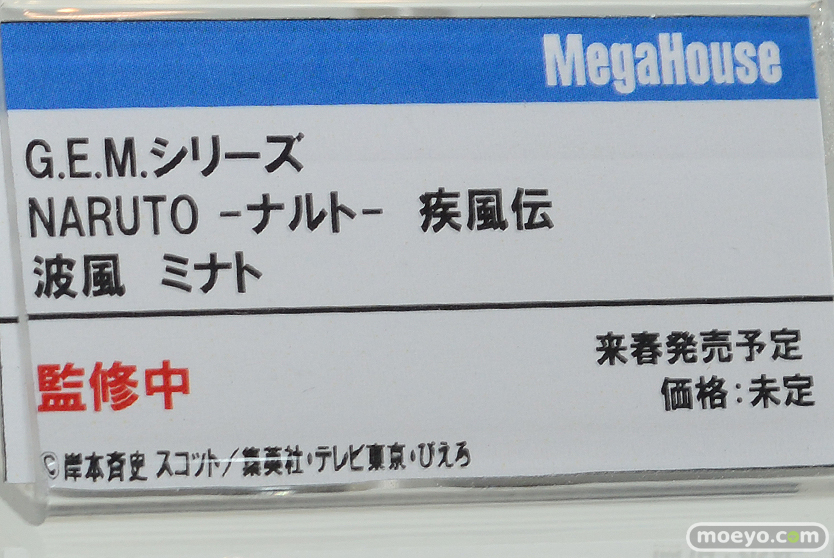 MegaHouse
G.E.M.シリーズ
NARUTO -ナルト- 疾風伝
波風 ミナト
来春発売予定
監修中
価格:未定
©岸本斉史 スコット/集英社・テレビ東京・ぴえろ
moeyo.com